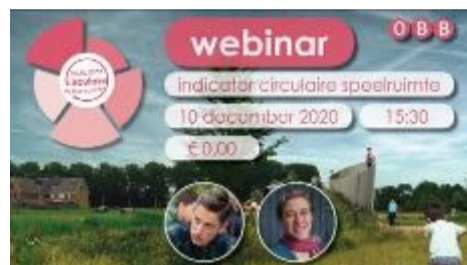 webinar
OBB
indicator circulaire speelruimte
10 december 2020
15:30
€ 0,00